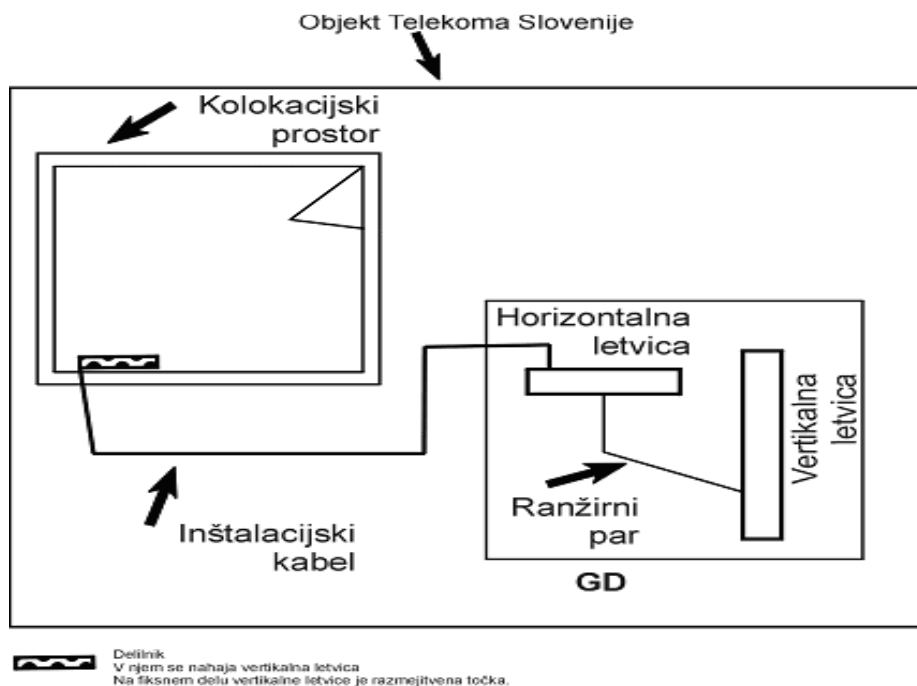 Objekt Telekoma Slovenije
Kolokacijski
prostor
Horizontalna
letvica
Vertikalna
letvica
Ranžirni
par
Inštalacijski
kabel
GD
Delilnik
V njem se nahaja vertikalna letvica
Na fiksnem delu vertikalne letvice je razmejitvena točka.